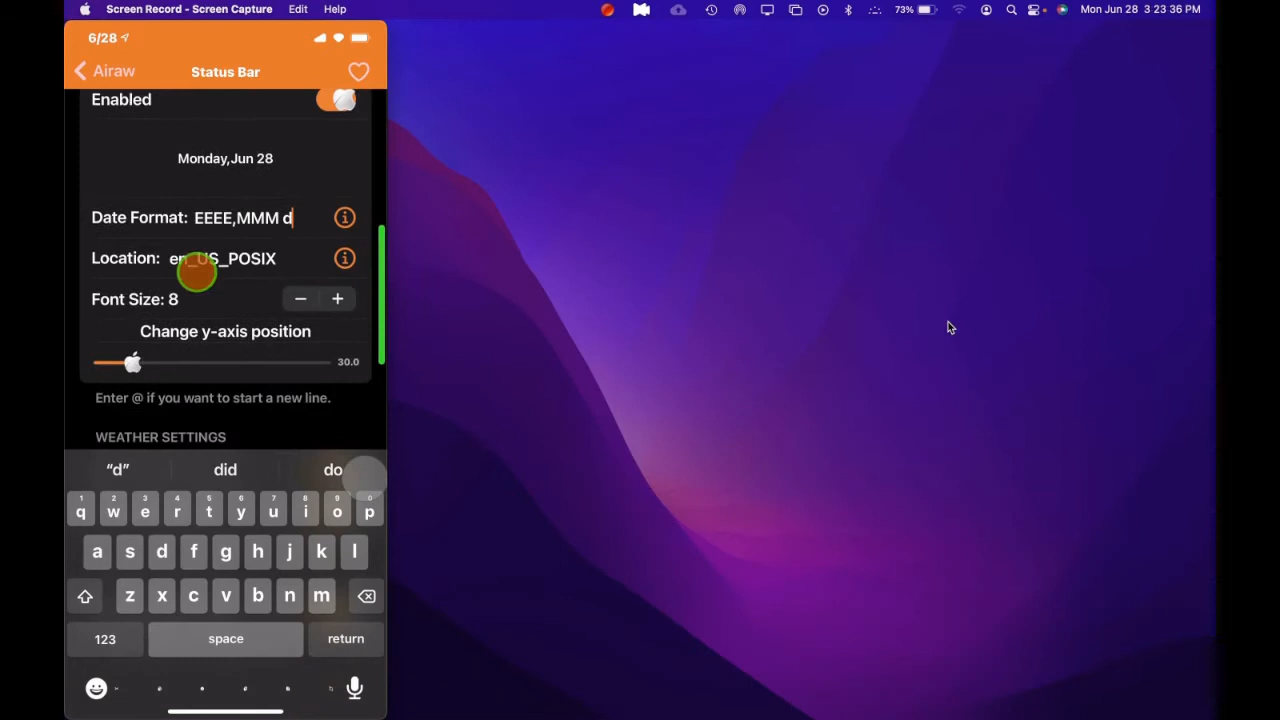 Screen Record - Screen Capture Edit Help 73% Mon Jun 28 3 23 36 PM
6/28
Airaw Status Bar
Enabled
Monday,Jun 28
Date Format: EEEE,MMM d
Location: en_US_POSIX
Font Size: 8 − +
Change y-axis position
30.0
Enter @ if you want to start a new line.
WEATHER SETTINGS
“d” did do
1 2 3 4 5 6 7 8 9 0
q w e r t y u i o p
a s d f g h j k l
z x c v b n m
123 space return